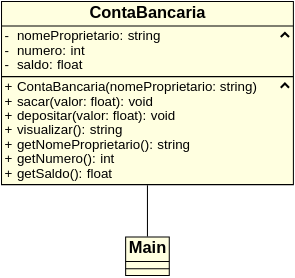 ContaBancaria
- nomeProprietario: string
- numero: int
- saldo: float
+ ContaBancaria(nomeProprietario: string)
+ sacar(valor: float): void
+ depositar(valor: float): void
+ visualizar(): string
+ getNomeProprietario(): string
+ getNumero(): int
+ getSaldo(): float
Main